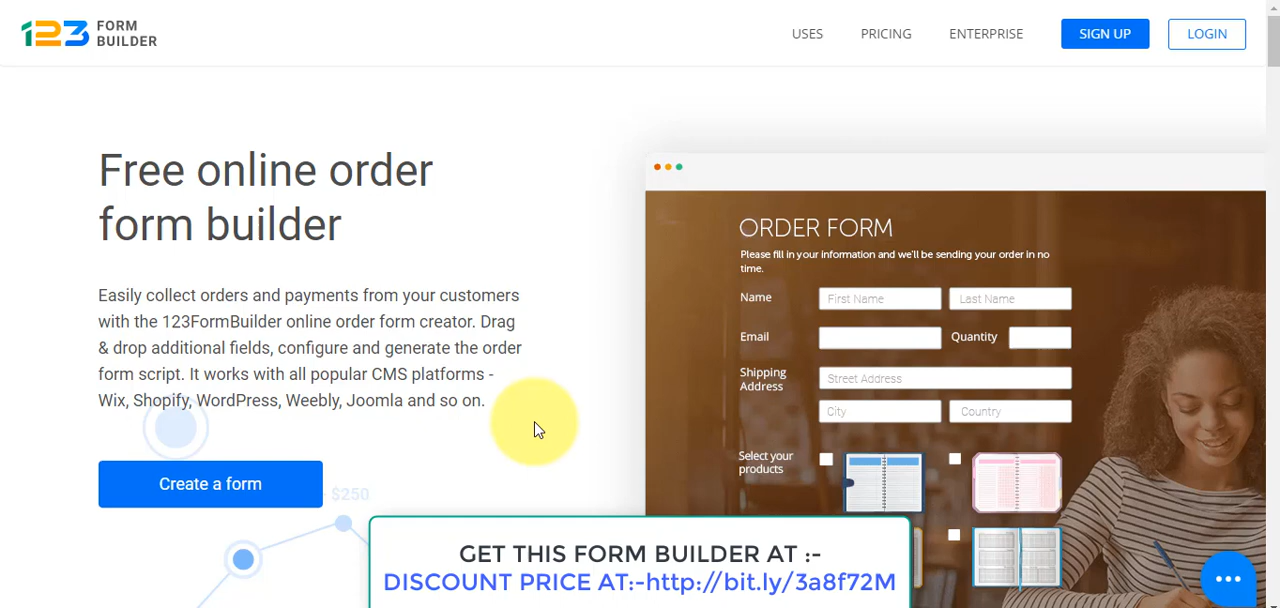 123 FORM
BUILDER
USES
PRICING
ENTERPRISE
SIGN UP
LOGIN
Free online order
form builder
Easily collect orders and payments from your customers
with the 123FormBuilder online order form creator. Drag
& drop additional fields, configure and generate the order
form script. It works with all popular CMS platforms -
Wix, Shopify, WordPress, Weebly, Joomla and so on.
Create a form
$250
ORDER FORM
Please fill in your information and we'll be sending your order in no
time.
Name
First Name
Last Name
Email
Quantity
Shipping
Address
Street Address
City
Country
Select your
products
GET THIS FORM BUILDER AT :-
DISCOUNT PRICE AT:-http://bit.ly/3a8f72M